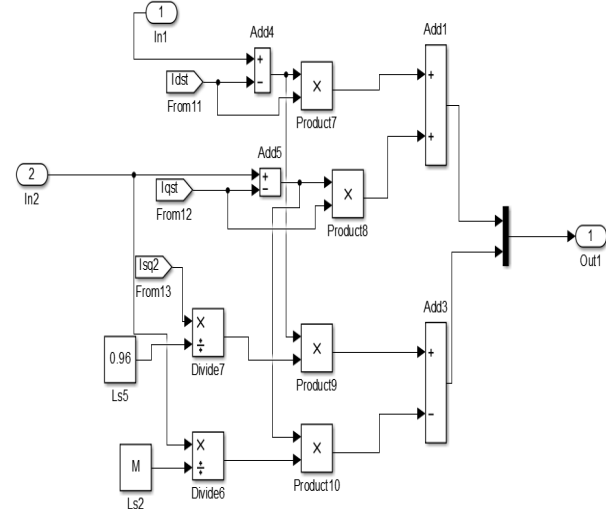 1
In1
Add4
+
−
Idst
From11
×
Product7
Add1
+
+
2
In2
Add5
+
−
Iqst
From12
×
Product8
1
Out1
Isq2
From13
×
÷
Divide7
0.96
Ls5
×
Product9
Add3
+
−
M
Ls2
×
÷
Divide6
×
Product10